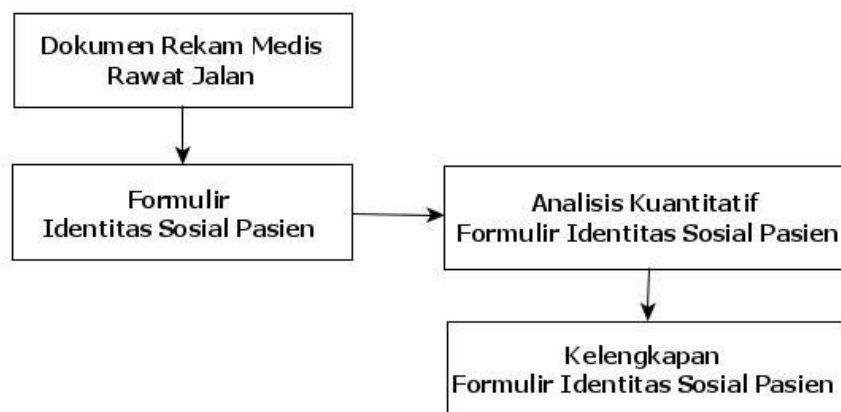 Dokumen Rekam Medis
Rawat Jalan
Formulir
Identitas Sosial Pasien
Analisis Kuantitatif
Formulir Identitas Sosial Pasien
Kelengkapan
Formulir Identitas Sosial Pasien